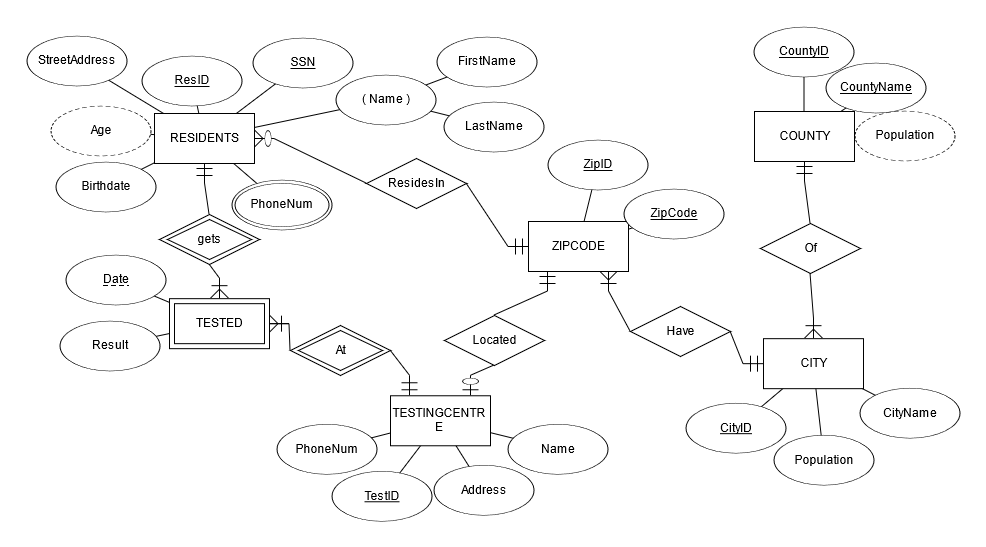 StreetAddress
ResID
SSN
FirstName
( Name )
LastName
Age
RESIDENTS
Birthdate
PhoneNum
CountyID
CountyName
COUNTY
Population
ResidesIn
ZipID
ZipCode
ZIPCODE
gets
Of
Date
TESTED
Result
At
Located
Have
CITY
TESTINGCENTR
E
PhoneNum
TestID
Address
Name
CityID
Population
CityName